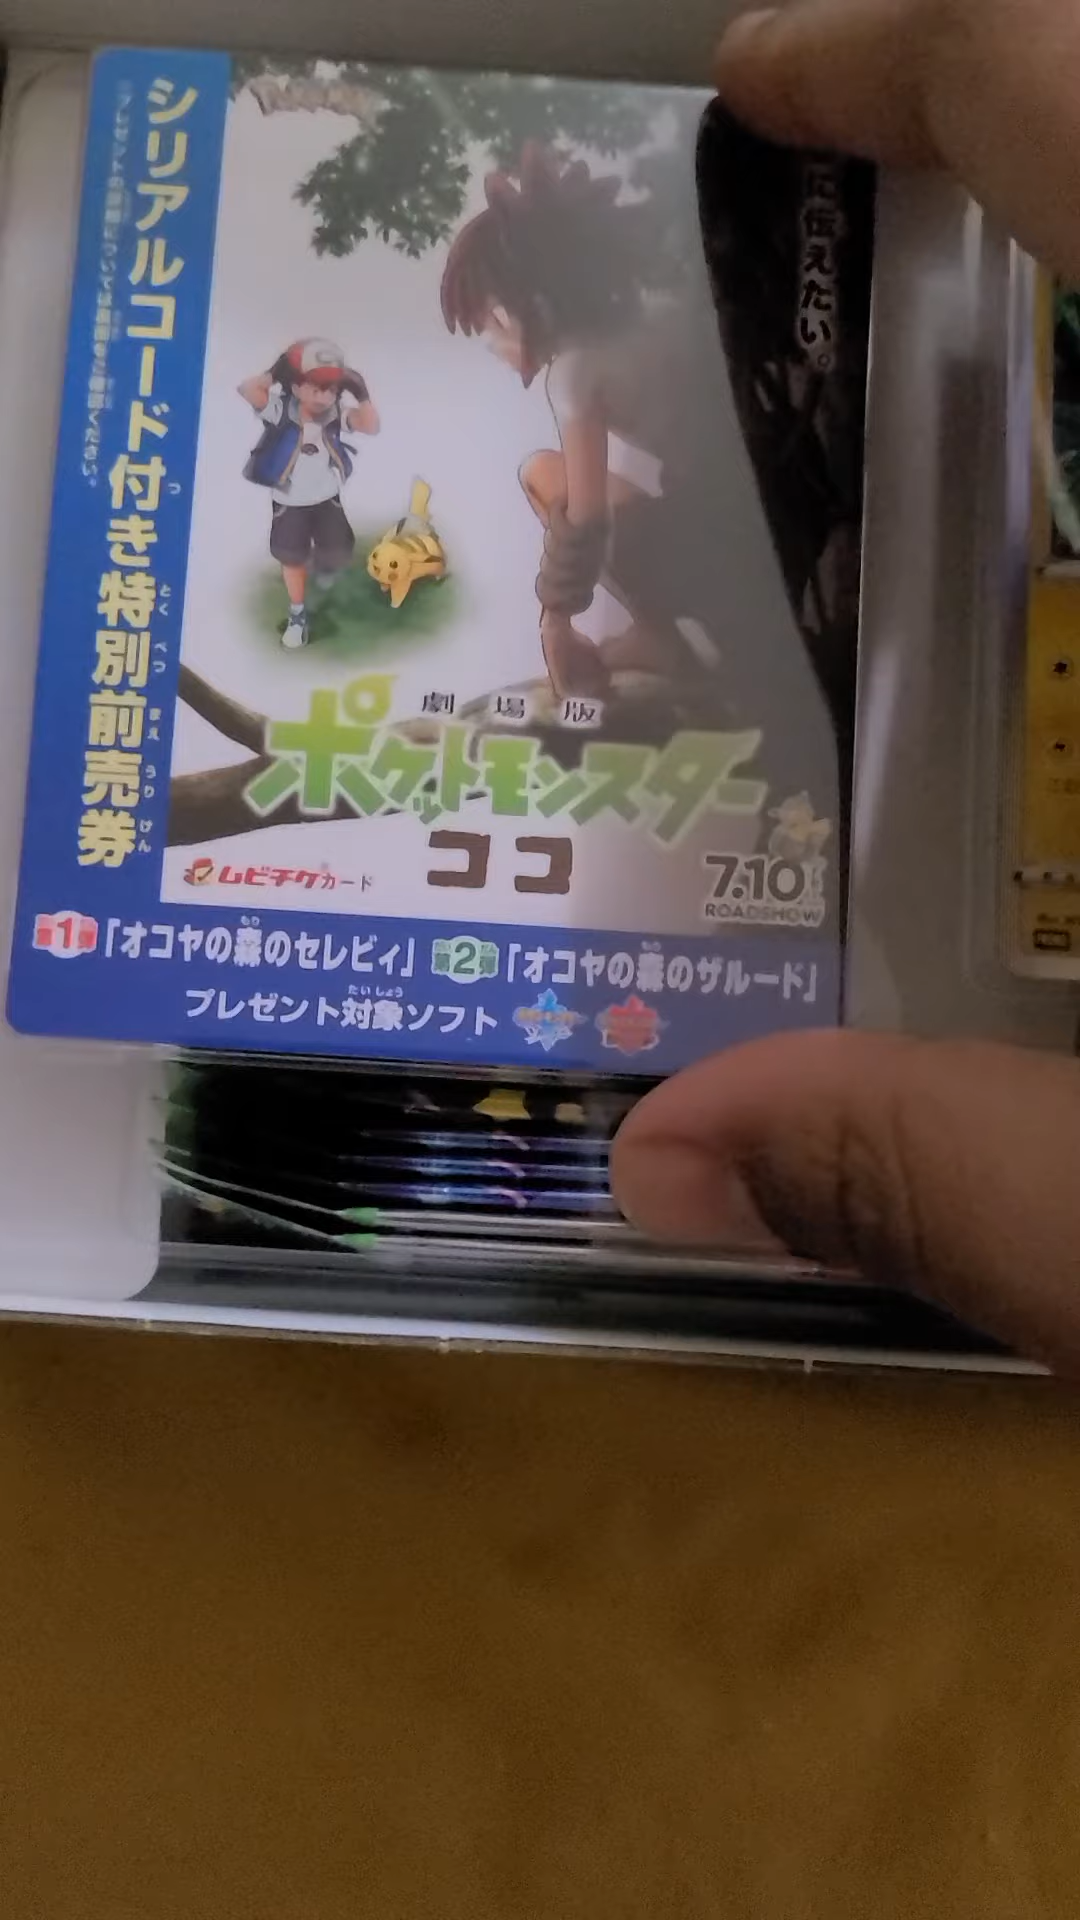 シリアルコード付き特別前売券
に伝えたい。
劇場版
ポケットモンスター
ココ
ムビチケカード
7.10
ROADSHOW
第1弾「オコヤの森のセレビィ」 第2弾「オコヤの森のザルード」
プレゼント対象ソフト